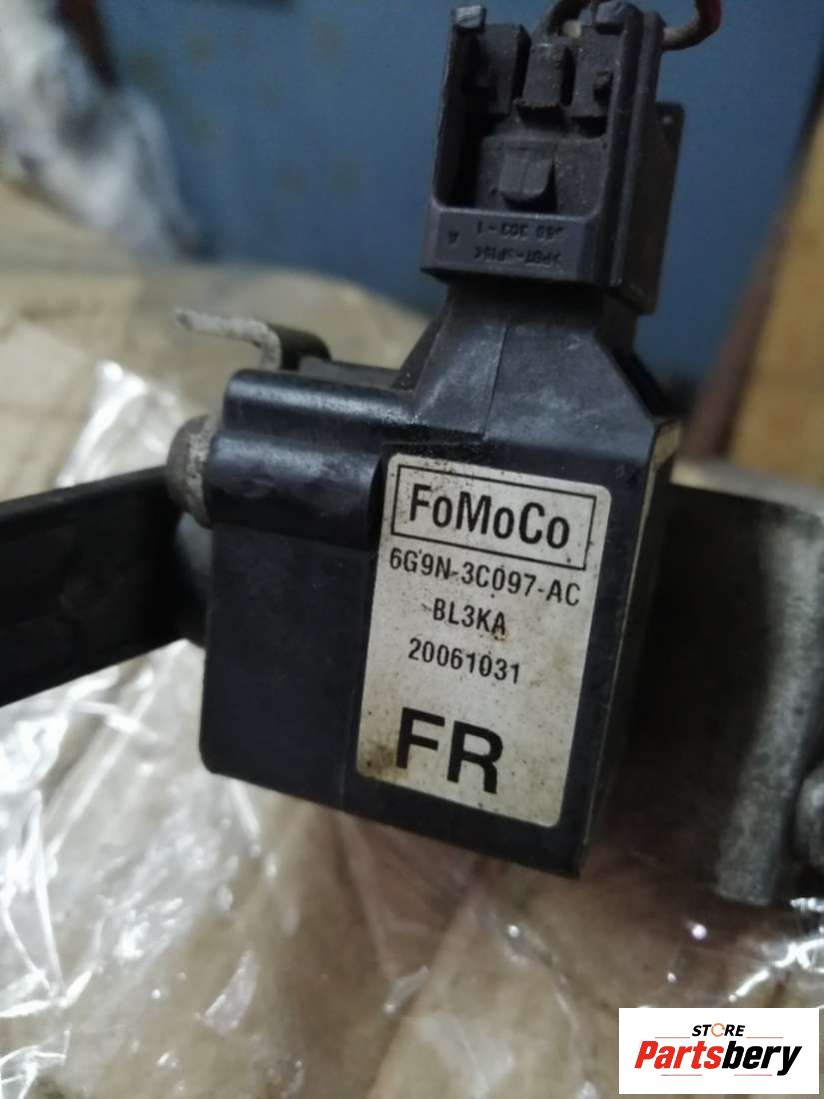 FoMoCo
6G9N-3C097-AC
BL3KA
20061031
FR
STORE
Partsbery